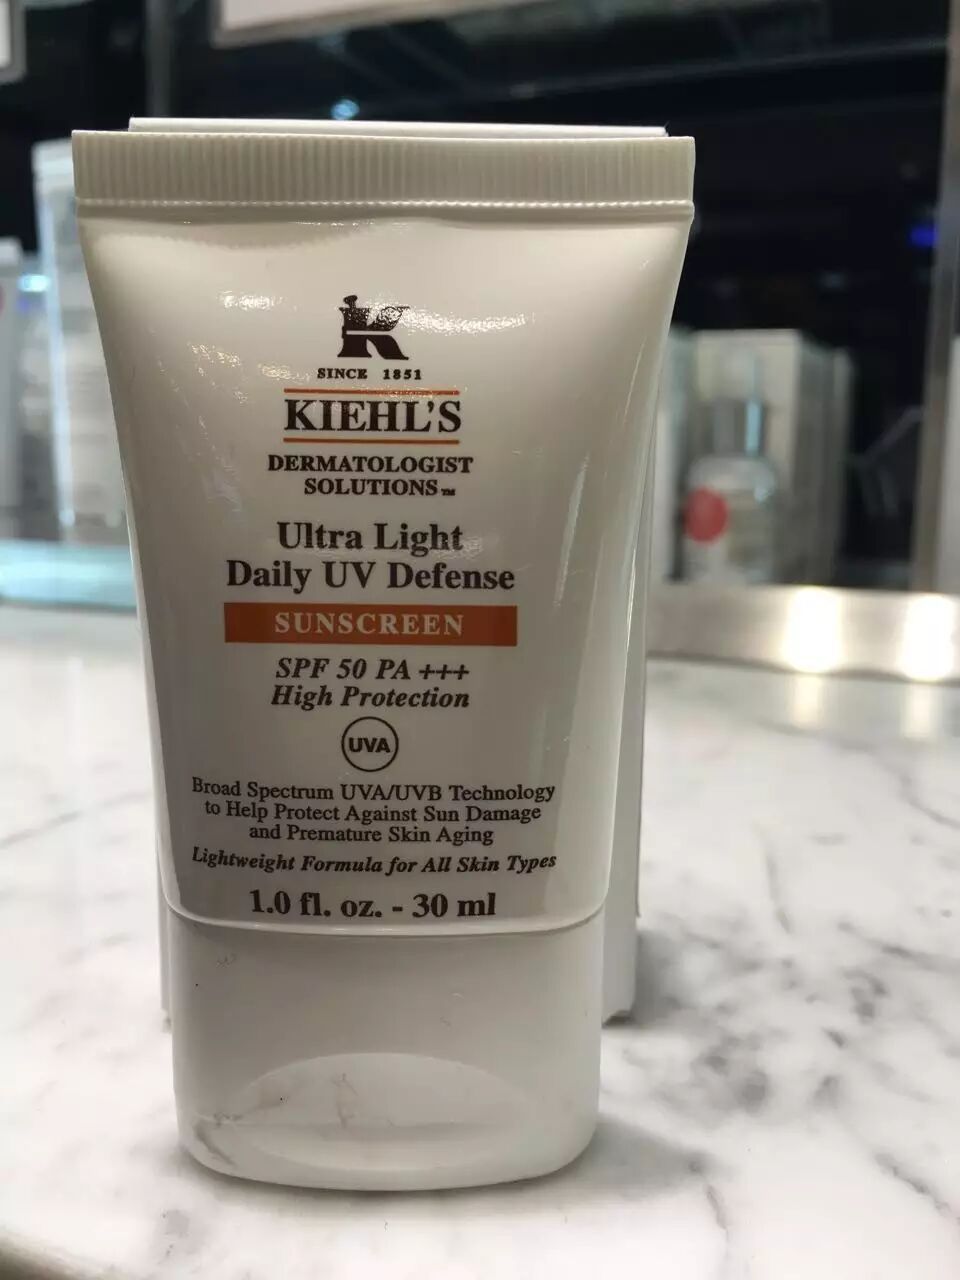 SINCE 1851
KIEHL'S
DERMATOLOGIST
SOLUTIONS™
Ultra Light
Daily UV Defense
SUNSCREEN
SPF 50 PA +++
High Protection
UVA
Broad Spectrum UVA/UVB Technology
to Help Protect Against Sun Damage
and Premature Skin Aging
Lightweight Formula for All Skin Types
1.0 fl. oz. - 30 ml